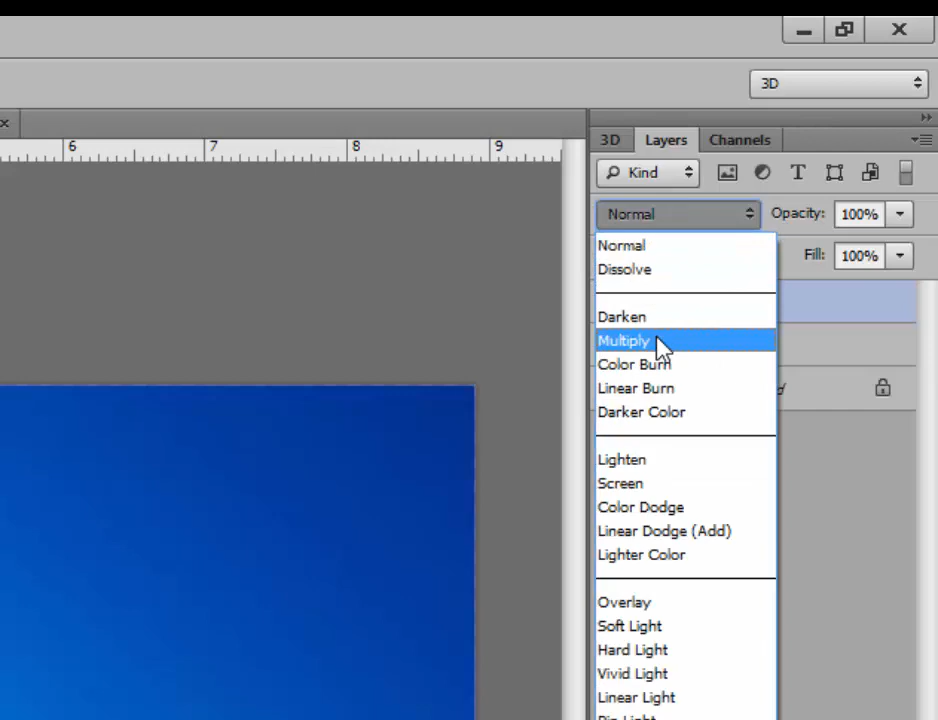 3D
6 7 8 9
3D Layers Channels
Kind T
Normal Opacity: 100%
Normal Fill: 100%
Dissolve
Darken
Multiply
Color Burn
Linear Burn
Darker Color
Lighten
Screen
Color Dodge
Linear Dodge (Add)
Lighter Color
Overlay
Soft Light
Hard Light
Vivid Light
Linear Light
Pin Light